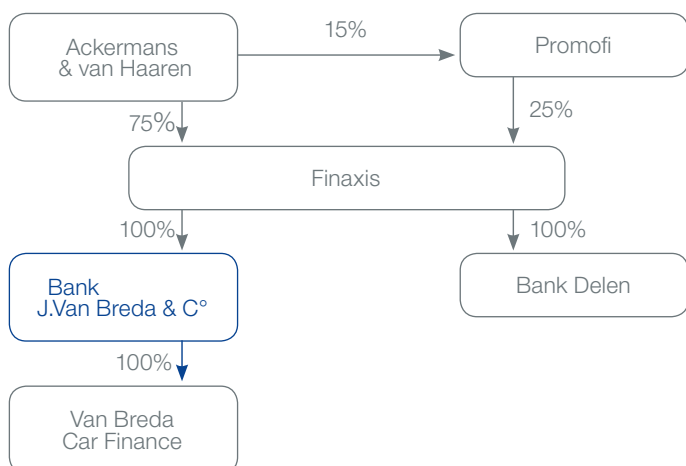 Ackermans
& van Haaren
15%
Promofi
75%
25%
Finaxis
100%
100%
Bank
J.Van Breda & C°
Bank Delen
100%
Van Breda
Car Finance